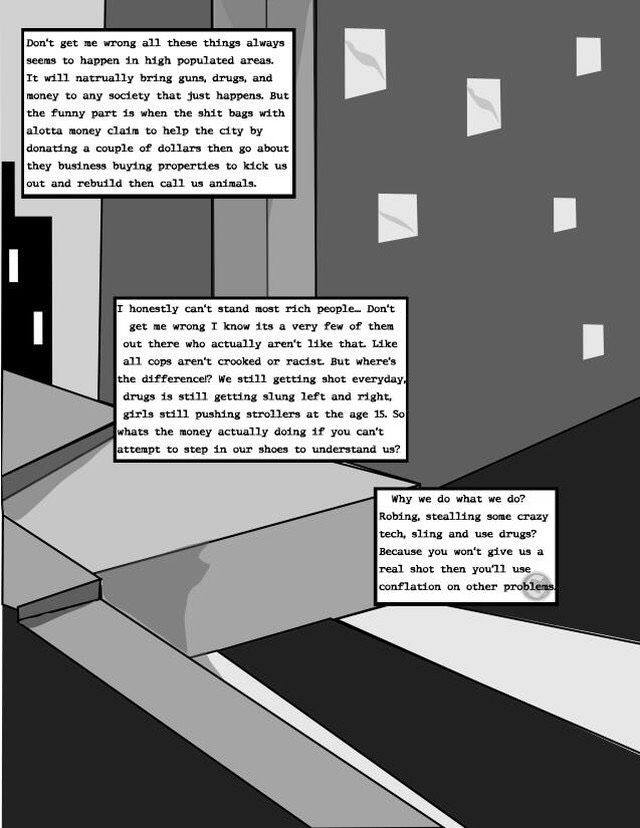 Don't get me wrong all these things always
seems to happen in high populated areas.
It will natrually bring guns, drugs, and
money to any society that just happens. But
the funny part is when the shit bags with
alotta money claim to help the city by
donating a couple of dollars then go about
they business buying properties to kick us
out and rebuild then call us animals.
I honestly can't stand most rich people... Don't
get me wrong I know its a very few of them
out there who actually aren't like that. Like
all cops aren't crooked or racist. But where's
the difference!? We still getting shot everyday,
drugs is still getting slung left and right,
girls still pushing strollers at the age 15. So
whats the money actually doing if you can't
attempt to step in our shoes to understand us?
Why we do what we do?
Robing, stealling some crazy
tech, sling and use drugs?
Because you won't give us a
real shot then you'll use
conflation on other problems.